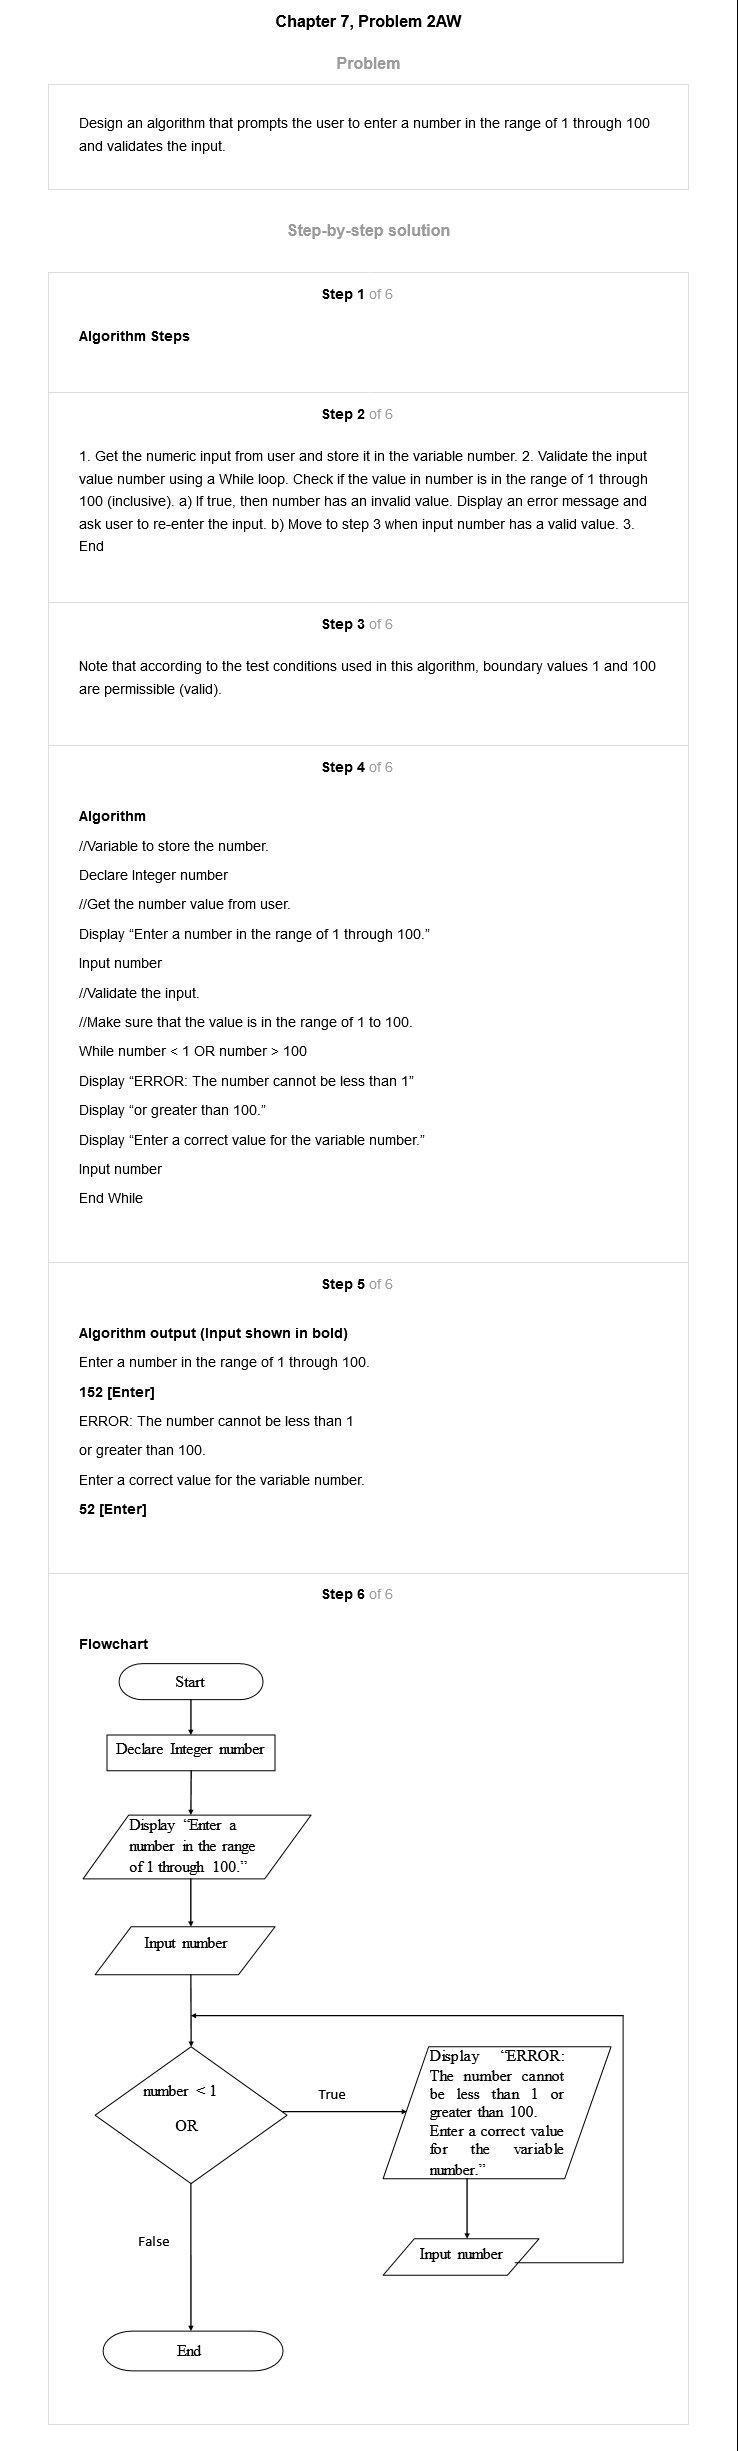 Chapter 7, Problem 2AW
Problem
Design an algorithm that prompts the user to enter a number in the range of 1 through 100
and validates the input.
Step-by-step solution
Step 1 of 6
Algorithm Steps
Step 2 of 6
1. Get the numeric input from user and store it in the variable number. 2. Validate the input
value number using a While loop. Check if the value in number is in the range of 1 through
100 (inclusive). a) If true, then number has an invalid value. Display an error message and
ask user to re-enter the input. b) Move to step 3 when input number has a valid value. 3.
End
Step 3 of 6
Note that according to the test conditions used in this algorithm, boundary values 1 and 100
are permissible (valid).
Step 4 of 6
Algorithm
//Variable to store the number.
Declare Integer number
//Get the number value from user.
Display “Enter a number in the range of 1 through 100.”
Input number
//Validate the input.
//Make sure that the value is in the range of 1 to 100.
While number < 1 OR number > 100
Display “ERROR: The number cannot be less than 1”
Display “or greater than 100.”
Display “Enter a correct value for the variable number.”
Input number
End While
Step 5 of 6
Algorithm output (Input shown in bold)
Enter a number in the range of 1 through 100.
152 [Enter]
ERROR: The number cannot be less than 1
or greater than 100.
Enter a correct value for the variable number.
52 [Enter]
Step 6 of 6
Flowchart
Start
Declare Integer number
Display “Enter a
number in the range
of 1 through 100.”
Input number
number < 1
OR
True
Display “ERROR:
The number cannot
be less than 1 or
greater than 100.
Enter a correct value
for the variable
number.”
Input number
False
End